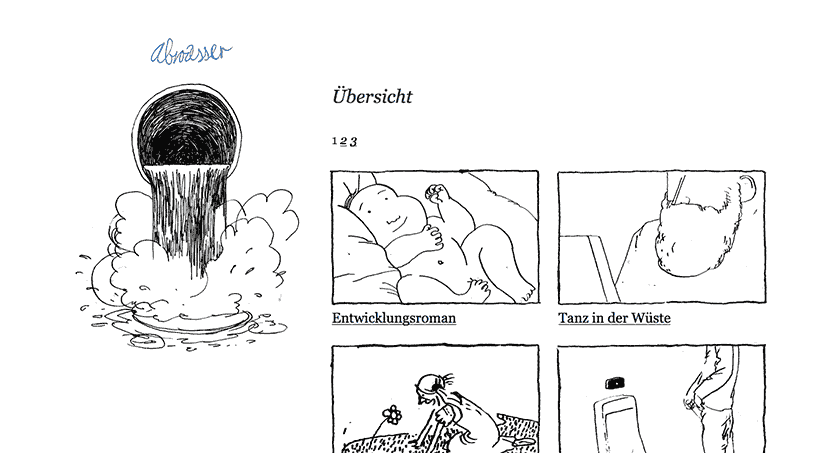 Abwasser
Übersicht
1 2 3
Entwicklungsroman
Tanz in der Wüste